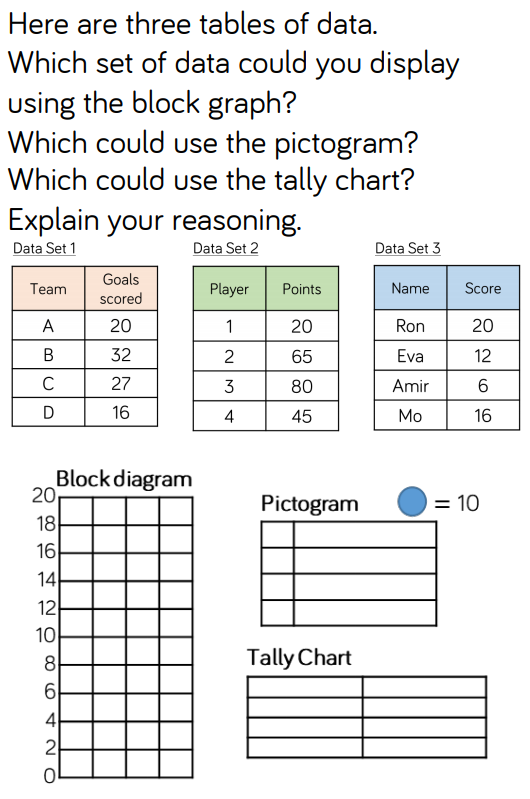 Here are three tables of data.
Which set of data could you display
using the block graph?
Which could use the pictogram?
Which could use the tally chart?
Explain your reasoning.
Data Set 1
Team Goals scored
A 20
B 32
C 27
D 16
Data Set 2
Player Points
1 20
2 65
3 80
4 45
Data Set 3
Name Score
Ron 20
Eva 12
Amir 6
Mo 16
Block diagram
20
18
16
14
12
10
8
6
4
2
0
Pictogram = 10
Tally Chart